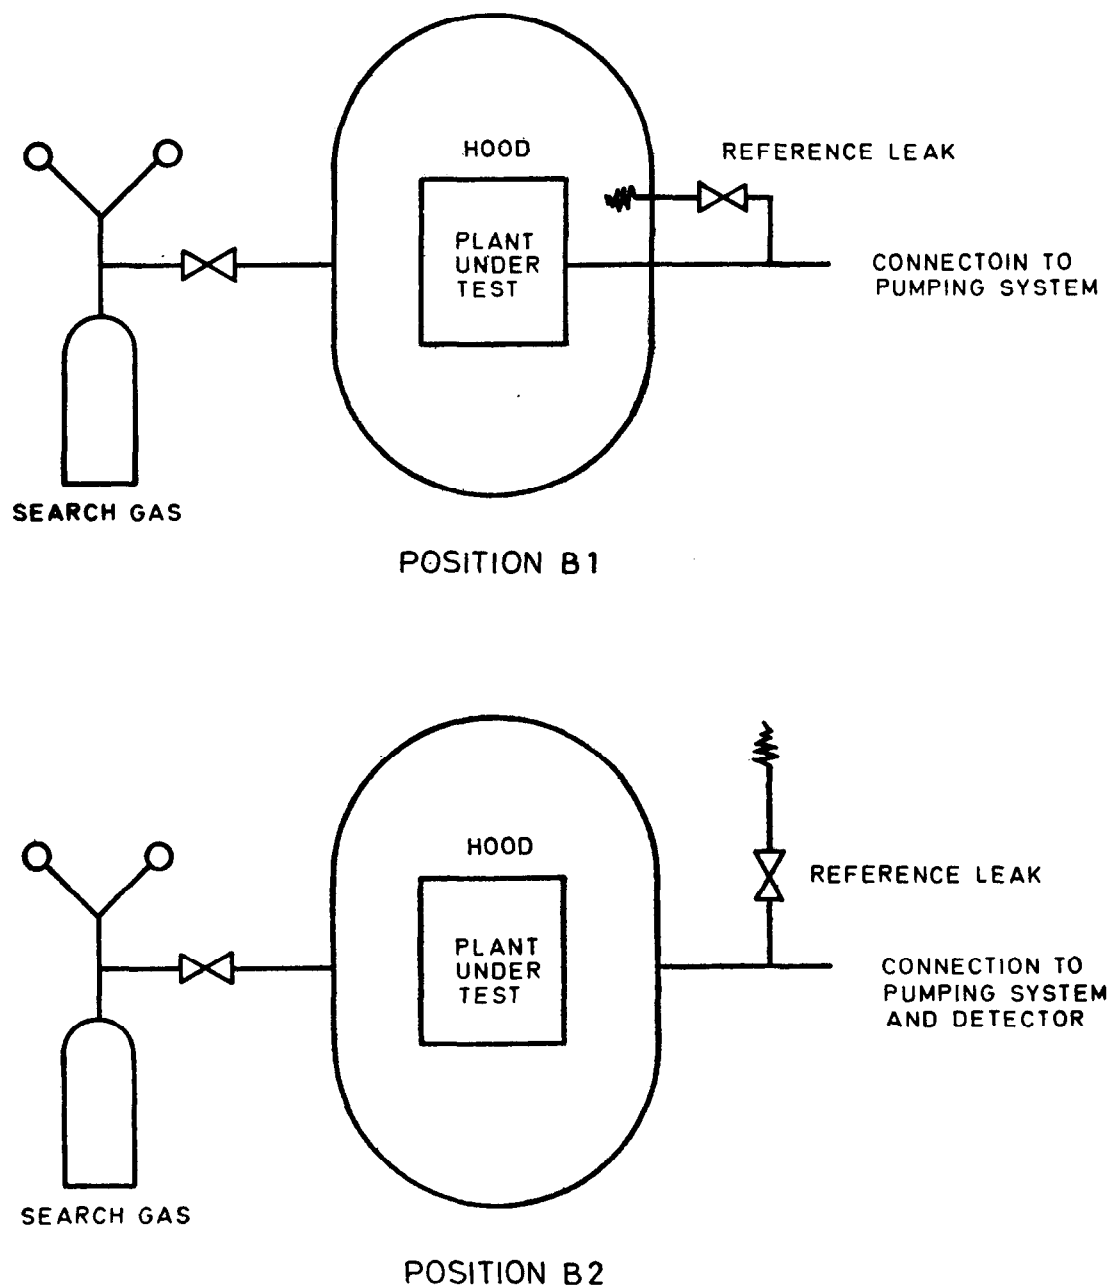 HOOD
REFERENCE LEAK
PLANT
UNDER
TEST
CONNECTOIN TO
PUMPING SYSTEM
SEARCH GAS
POSITION B1
HOOD
REFERENCE LEAK
PLANT
UNDER
TEST
CONNECTION TO
PUMPING SYSTEM
AND DETECTOR
SEARCH GAS
POSITION B2